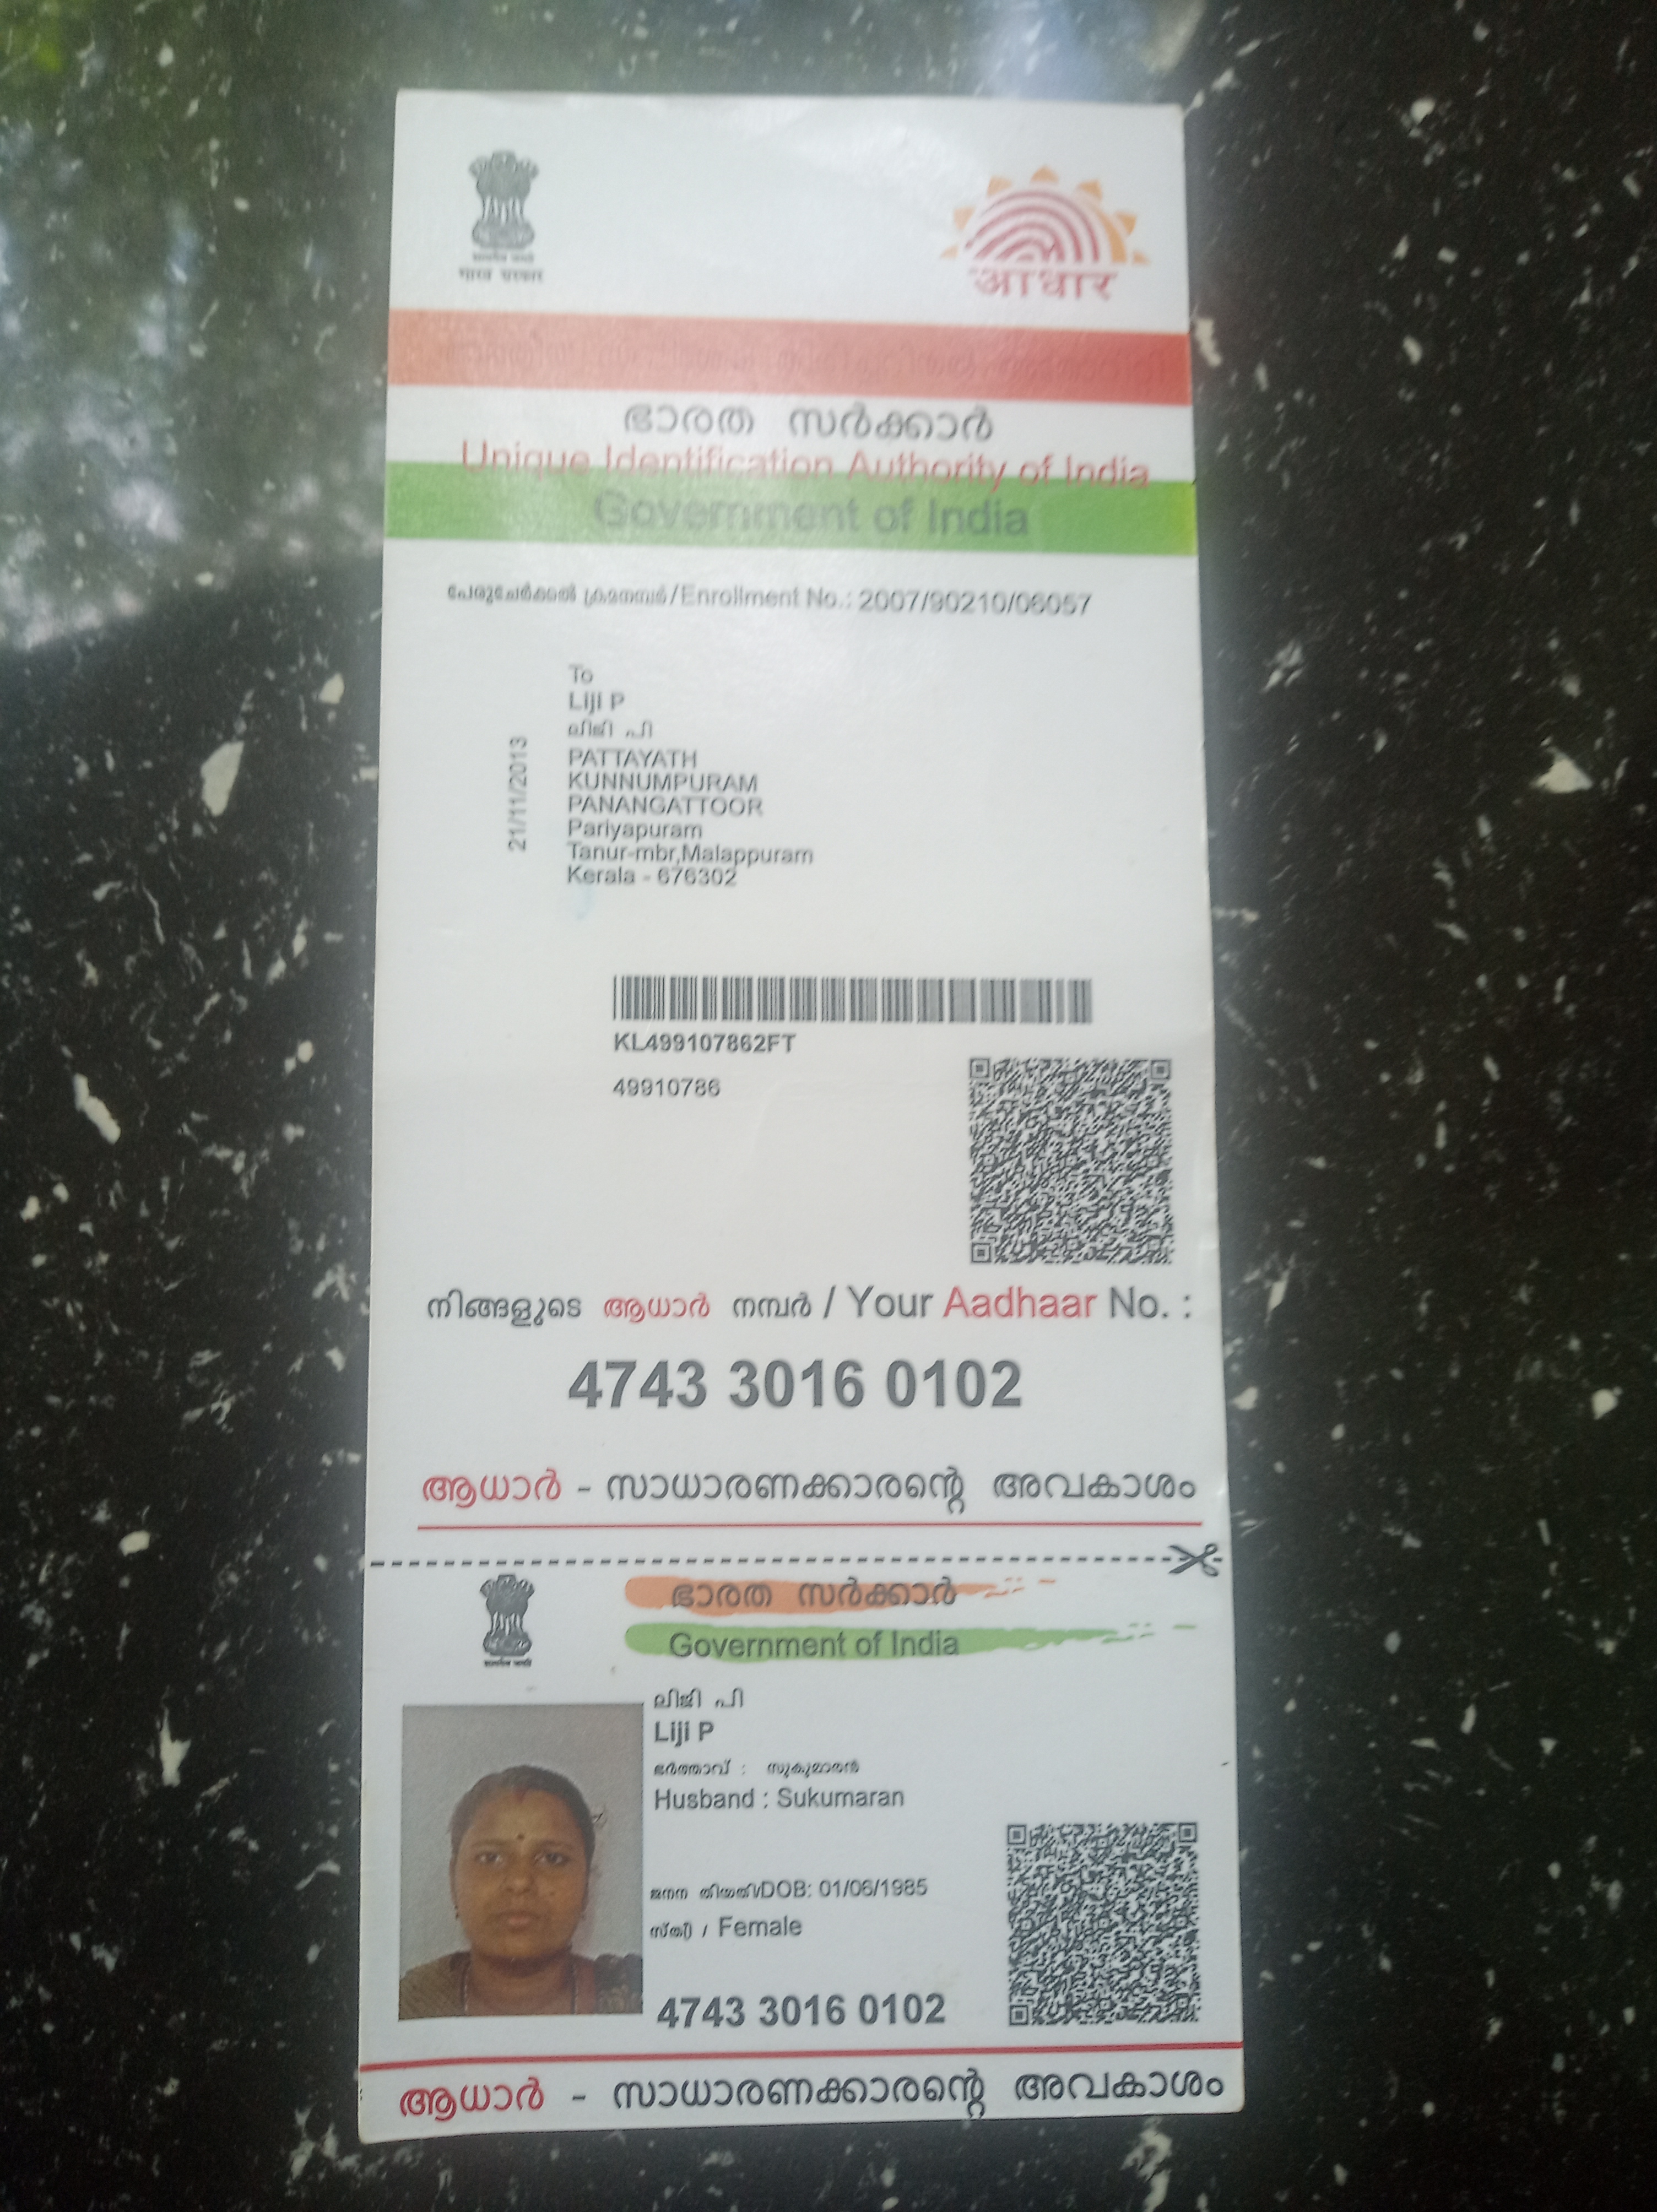 भारत सरकार
आधार
ഭാരത സർക്കാർ
Unique Identification Authority of India
Government of India
പേരുചേർക്കൽ ക്രമനമ്പർ/Enrollment No.: 2007/90210/06057
To
Liji P
ലിജി പി
PATTAYATH
KUNNUMPURAM
PANANGATTOOR
Pariyapuram
Tanur-mbr,Malappuram
Kerala - 676302
21/11/2013
KL499107862FT
49910786
നിങ്ങളുടെ ആധാർ നമ്പർ / Your Aadhaar No. :
4743 3016 0102
ആധാർ - സാധാരണക്കാരന്റെ അവകാശം
ഭാരത സർക്കാർ
Government of India
ലിജി പി
Liji P
ഭർത്താവ് : സുകുമാരൻ
Husband : Sukumaran
ജനന തിയതി/DOB: 01/06/1985
സ്ത്രീ / Female
4743 3016 0102
ആധാർ - സാധാരണക്കാരന്റെ അവകാശം